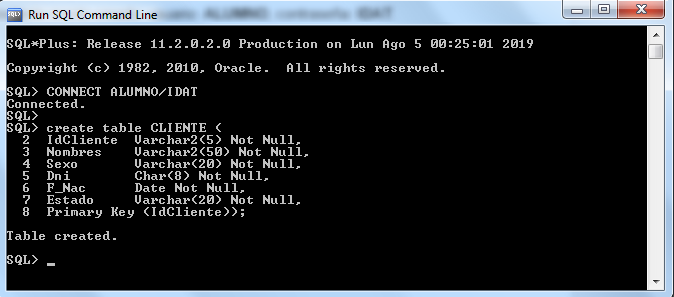 Run SQL Command Line
SQL*Plus: Release 11.2.0.2.0 Production on Lun Ago 5 00:25:01 2019
Copyright (c) 1982, 2010, Oracle.  All rights reserved.
SQL> CONNECT ALUMNO/IDAT
Connected.
SQL>
SQL> create table CLIENTE (
  2  IdCliente  Varchar2(5) Not Null,
  3  Nombres    Varchar2(50) Not Null,
  4  Sexo       Varchar(20) Not Null,
  5  Dni        Char(8) Not Null,
  6  F_Nac      Date Not Null,
  7  Estado     Varchar(20) Not Null,
  8  Primary Key (IdCliente));
Table created.
SQL> _